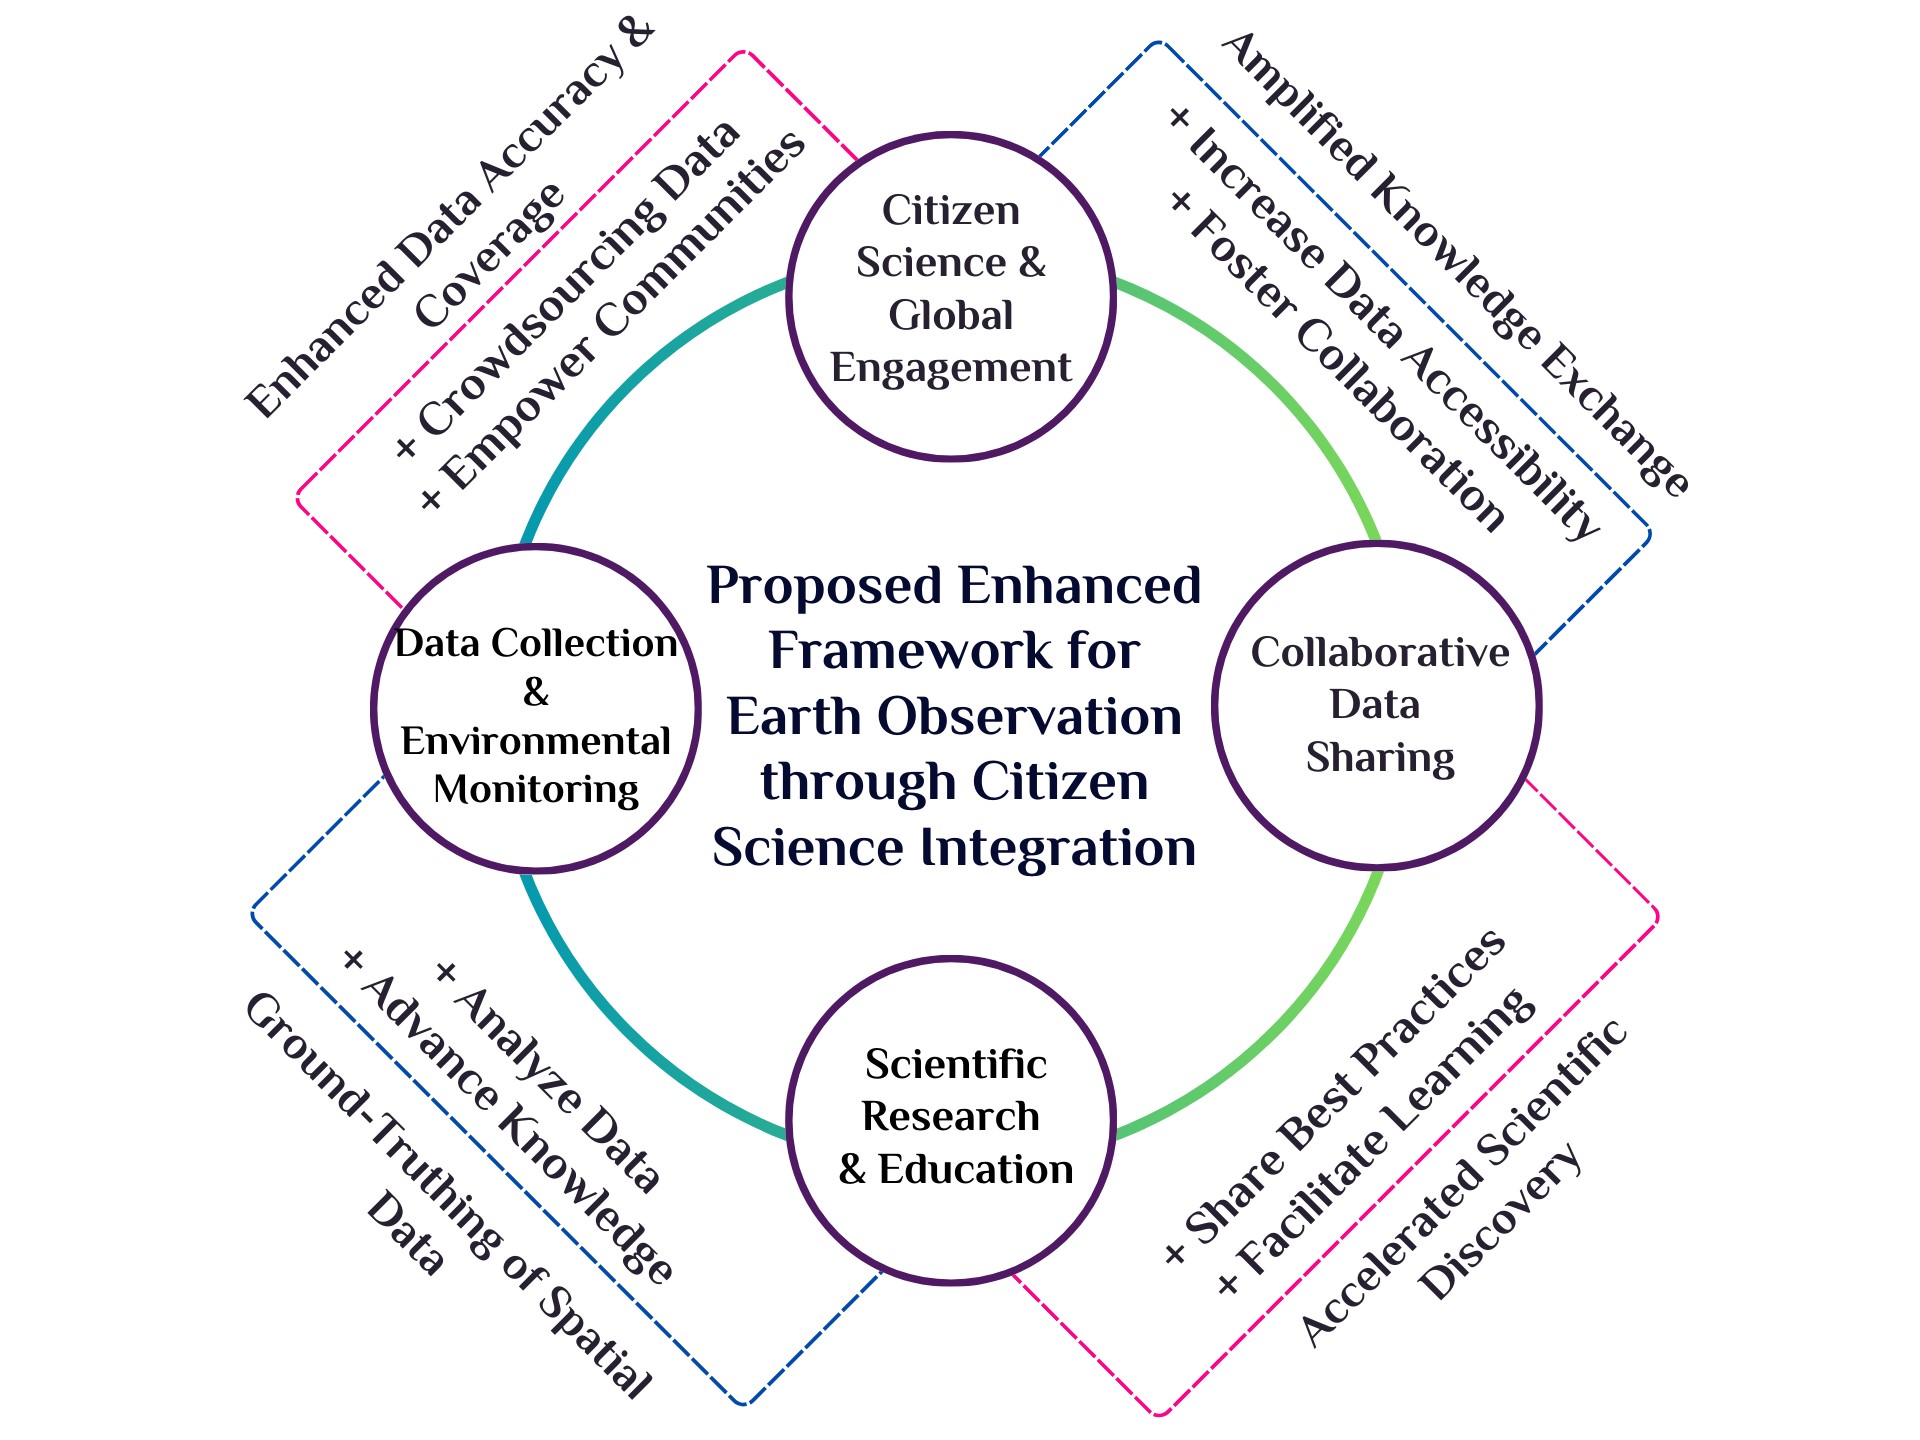 Enhanced Data Accuracy &
Coverage
+ Crowdsourcing Data
+ Empower Communities
Amplified Knowledge Exchange
+ Increase Data Accessibility
+ Foster Collaboration
Citizen
Science &
Global
Engagement
Data Collection
&
Environmental
Monitoring
Proposed Enhanced
Framework for
Earth Observation
through Citizen
Science Integration
Collaborative
Data
Sharing
Scientific
Research
& Education
+ Analyze Data
+ Advance Knowledge
Ground-Truthing of Spatial
Data
+ Share Best Practices
+ Facilitate Learning
Accelerated Scientific
Discovery